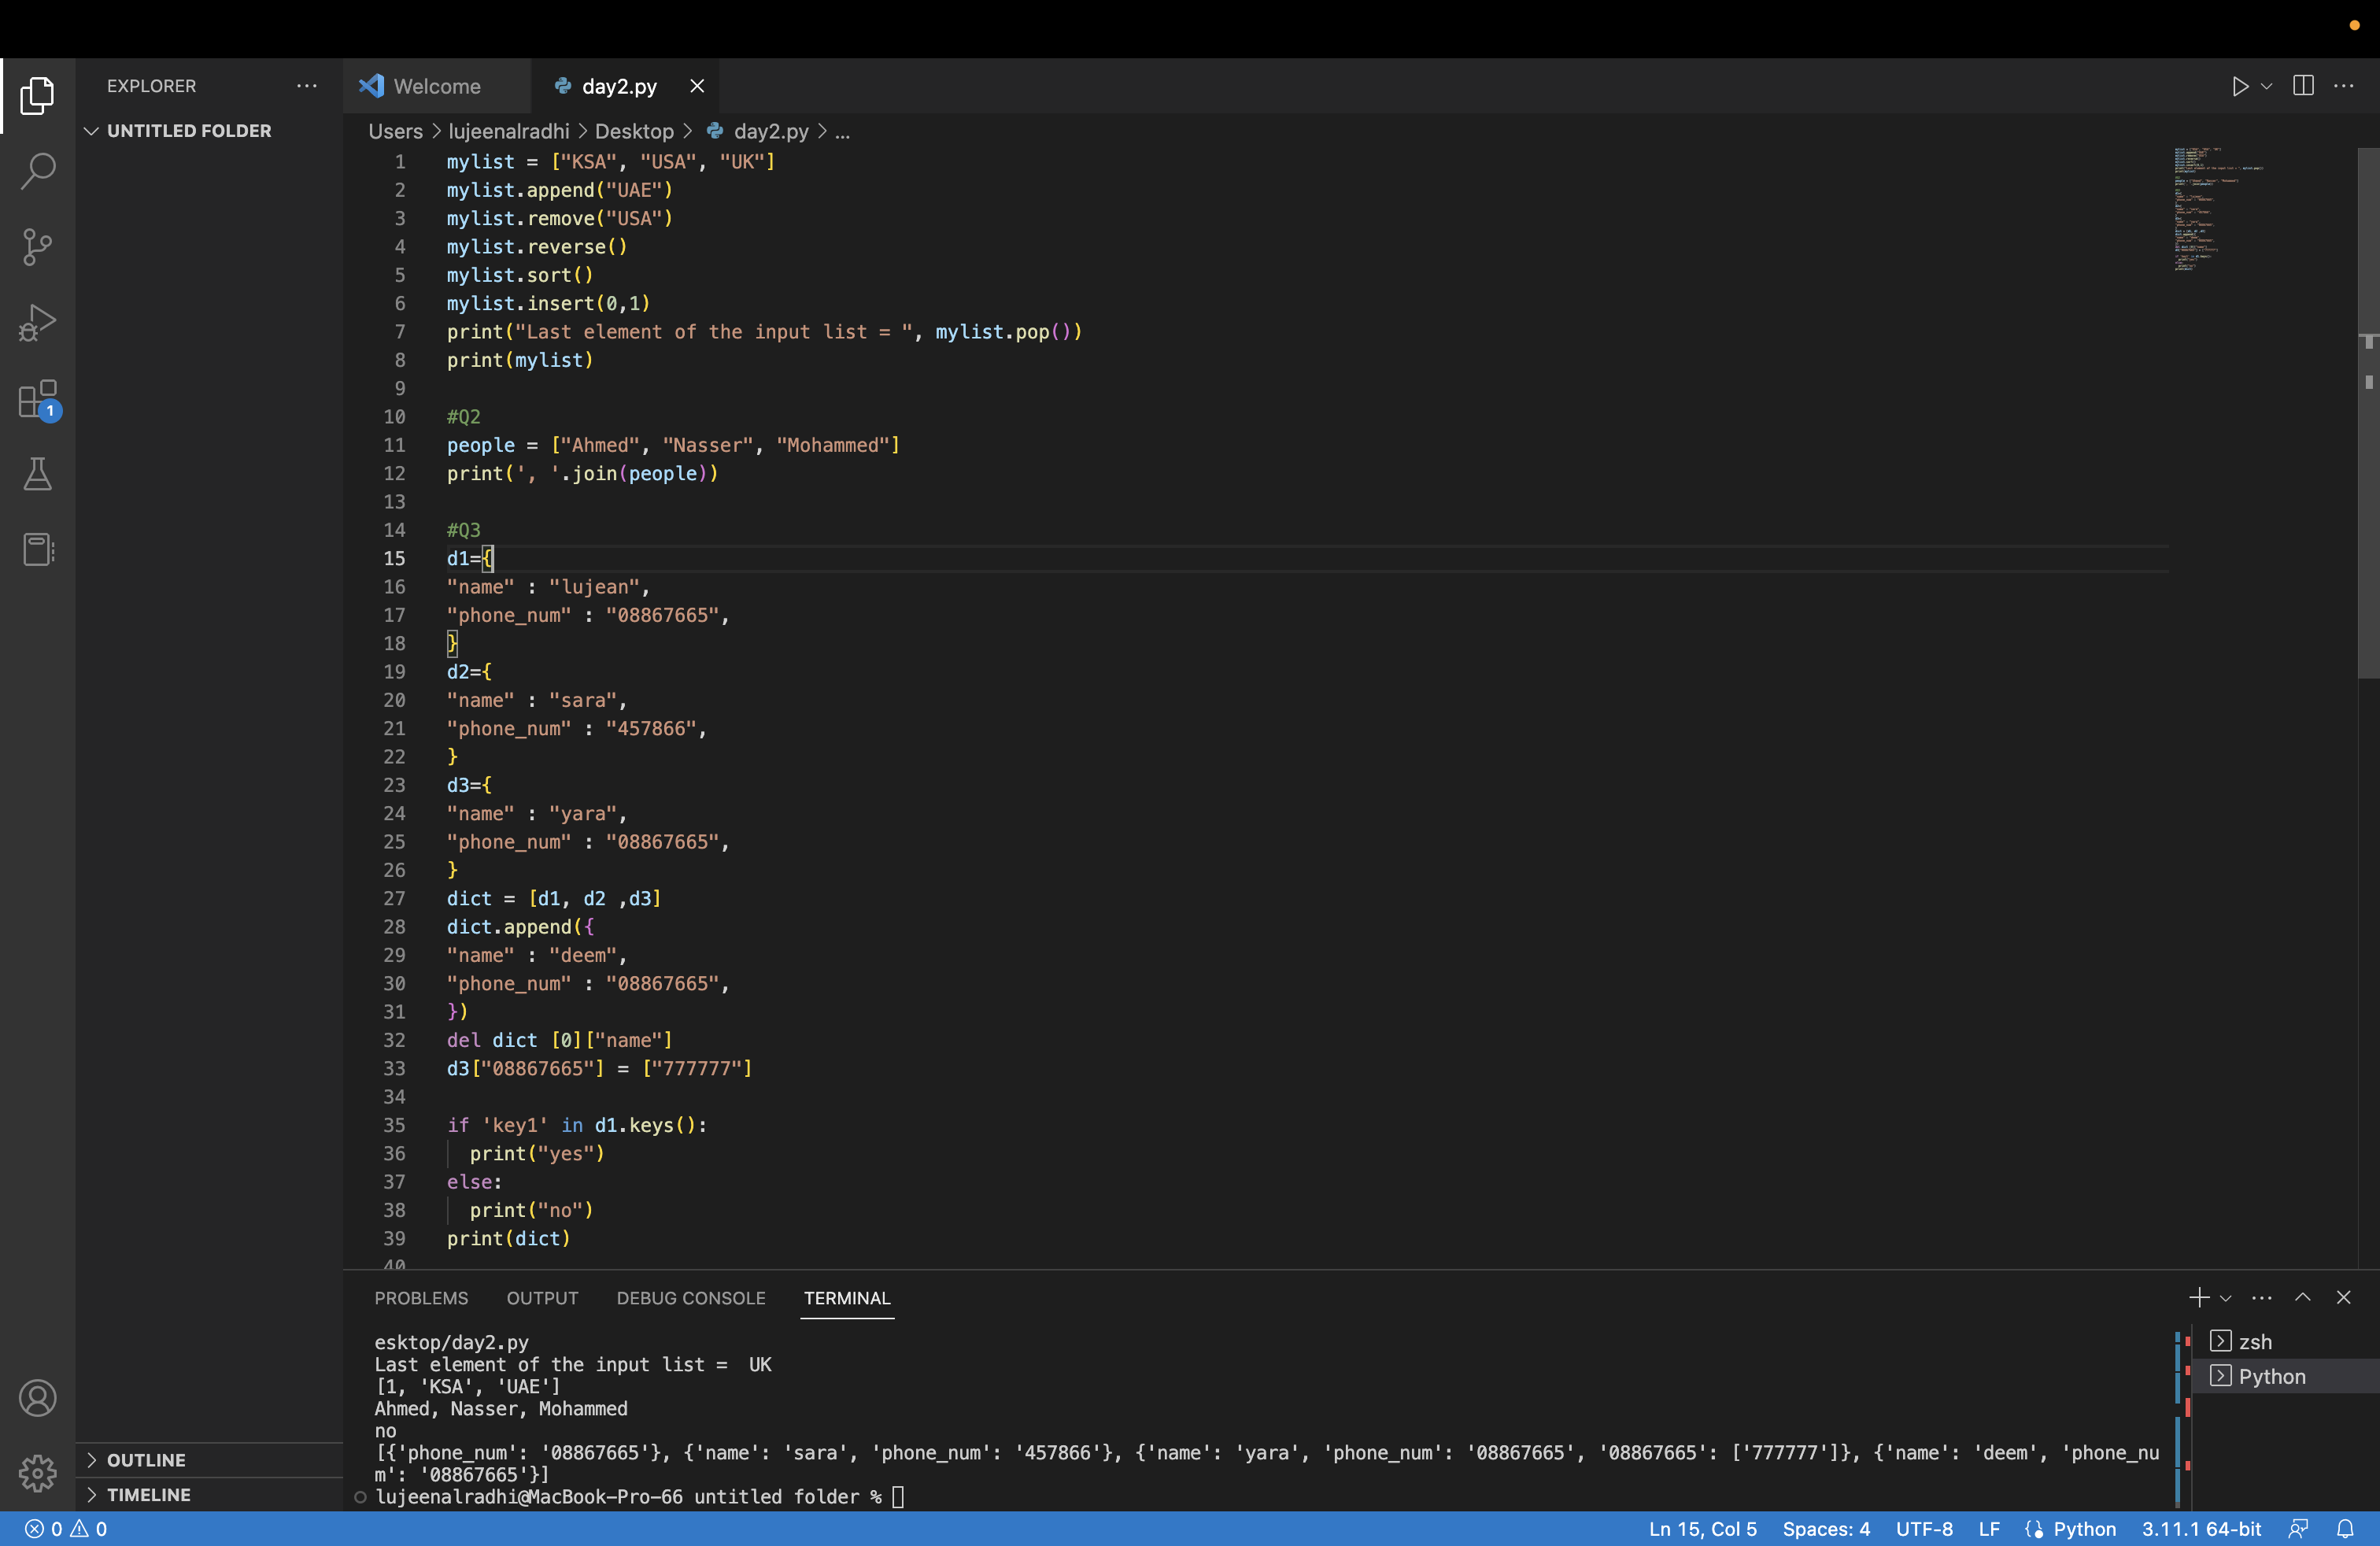 EXPLORER
Welcome
day2.py
UNTITLED FOLDER
Users > lujeenalradhi > Desktop > day2.py > ...
1 mylist = ["KSA", "USA", "UK"]
2 mylist.append("UAE")
3 mylist.remove("USA")
4 mylist.reverse()
5 mylist.sort()
6 mylist.insert(0,1)
7 print("Last element of the input list = ", mylist.pop())
8 print(mylist)
9
10 #Q2
11 people = ["Ahmed", "Nasser", "Mohammed"]
12 print(', '.join(people))
13
14 #Q3
15 d1={
16 "name" : "lujean",
17 "phone_num" : "08867665",
18 }
19 d2={
20 "name" : "sara",
21 "phone_num" : "457866",
22 }
23 d3={
24 "name" : "yara",
25 "phone_num" : "08867665",
26 }
27 dict = [d1, d2 ,d3]
28 dict.append({
29 "name" : "deem",
30 "phone_num" : "08867665",
31 })
32 del dict [0]["name"]
33 d3["08867665"] = ["777777"]
34
35 if 'key1' in d1.keys():
36 print("yes")
37 else:
38 print("no")
39 print(dict)
40
1
PROBLEMS OUTPUT DEBUG CONSOLE TERMINAL
esktop/day2.py
Last element of the input list =  UK
[1, 'KSA', 'UAE']
Ahmed, Nasser, Mohammed
no
[{'phone_num': '08867665'}, {'name': 'sara', 'phone_num': '457866'}, {'name': 'yara', 'phone_num': '08867665', '08867665': ['777777']}, {'name': 'deem', 'phone_nu
m': '08867665'}]
lujeenalradhi@MacBook-Pro-66 untitled folder %
zsh
Python
OUTLINE
TIMELINE
0 0 Ln 15, Col 5 Spaces: 4 UTF-8 LF Python 3.11.1 64-bit